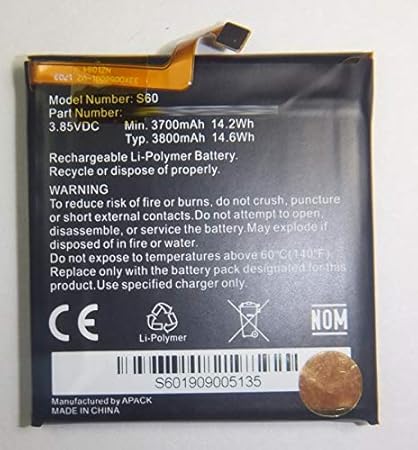 Model Number: S60
Part Number:
3.85VDC Min. 3700mAh 14.2Wh
Typ. 3800mAh 14.6Wh
Rechargeable Li-Polymer Battery.
Recycle or dispose of properly.
WARNING
To reduce risk of fire or burns, do not crush, puncture
or short external contacts. Do not attempt to open,
disassemble, or service battery. May explode if
disposed of in fire or water.
Do not expose to temperatures above 60°C(140°F).
Replace only with the battery pack designated for this
product. Use specified charger only.
CE
Li-Polymer
NOM
S601909005135
Manufactured by APACK
MADE IN CHINA